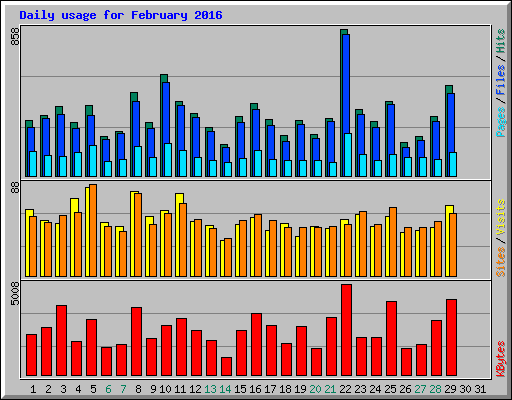 Daily usage for February 2016
858
Pages / Files / Hits
88
Sites / Visits
5008
KBytes
1 2 3 4 5 6 7 8 9 10 11 12 13 14 15 16 17 18 19 20 21 22 23 24 25 26 27 28 29 30 31